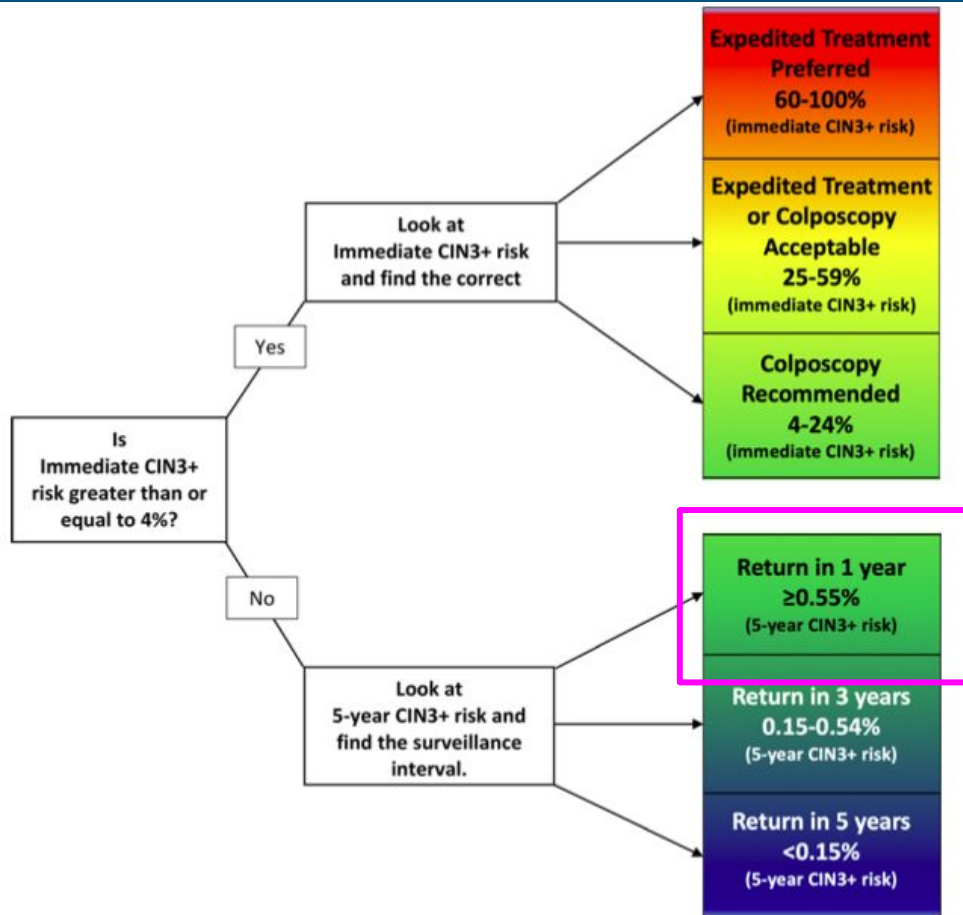 Expedited Treatment
Preferred
60-100%
(immediate CIN3+ risk)
Expedited Treatment
or Colposcopy
Acceptable
25-59%
(immediate CIN3+ risk)
Colposcopy
Recommended
4-24%
(immediate CIN3+ risk)
Look at
Immediate CIN3+ risk
and find the correct
Yes
Is
Immediate CIN3+
risk greater than or
equal to 4%?
No
Look at
5-year CIN3+ risk and
find the surveillance
interval.
Return in 1 year
≥0.55%
(5-year CIN3+ risk)
Return in 3 years
0.15-0.54%
(5-year CIN3+ risk)
Return in 5 years
<0.15%
(5-year CIN3+ risk)